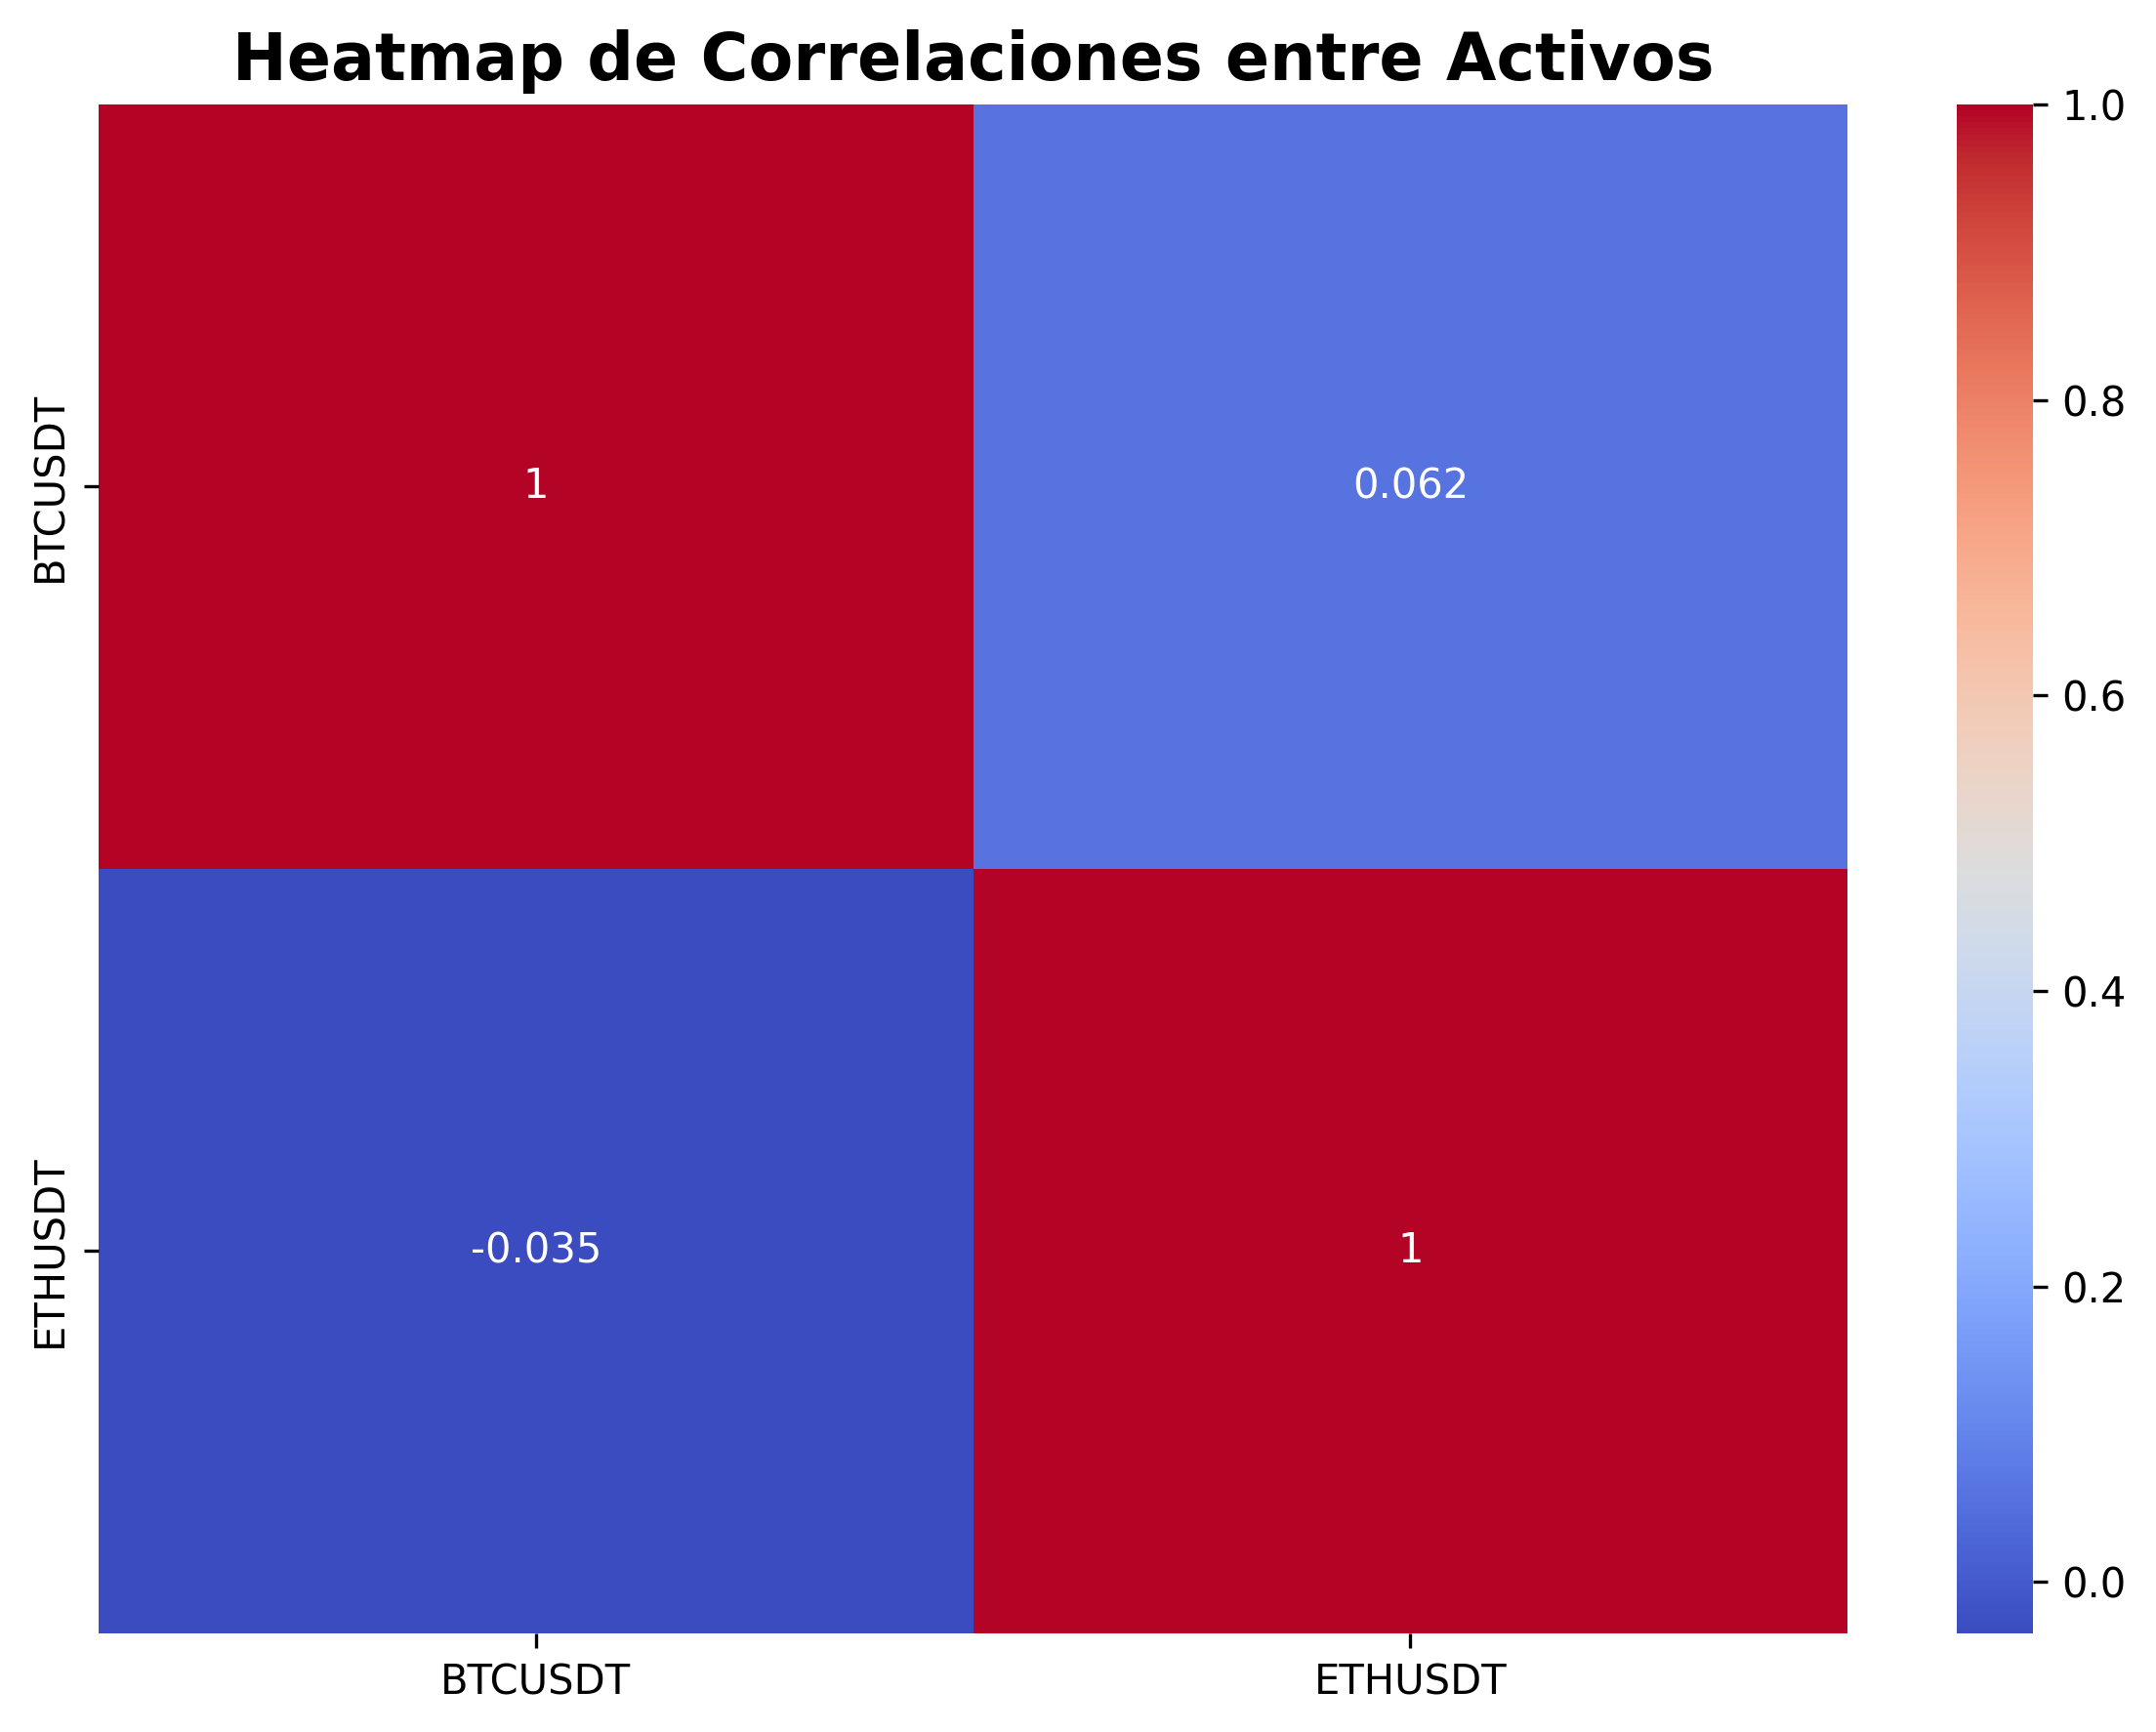 Heatmap de Correlaciones entre Activos
1.0
0.8
0.6
0.4
0.2
0.0
BTCUSDT
1
0.062
ETHUSDT
-0.035
1
BTCUSDT
ETHUSDT